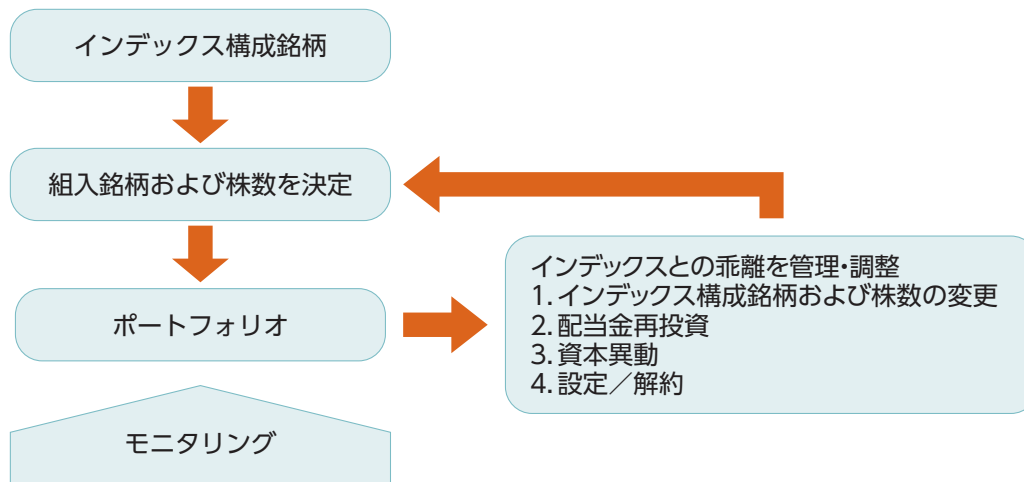 インデックス構成銘柄
組入銘柄および株数を決定
ポートフォリオ
モニタリング
インデックスとの乖離を管理・調整
1.インデックス構成銘柄および株数の変更
2.配当金再投資
3.資本異動
4.設定／解約